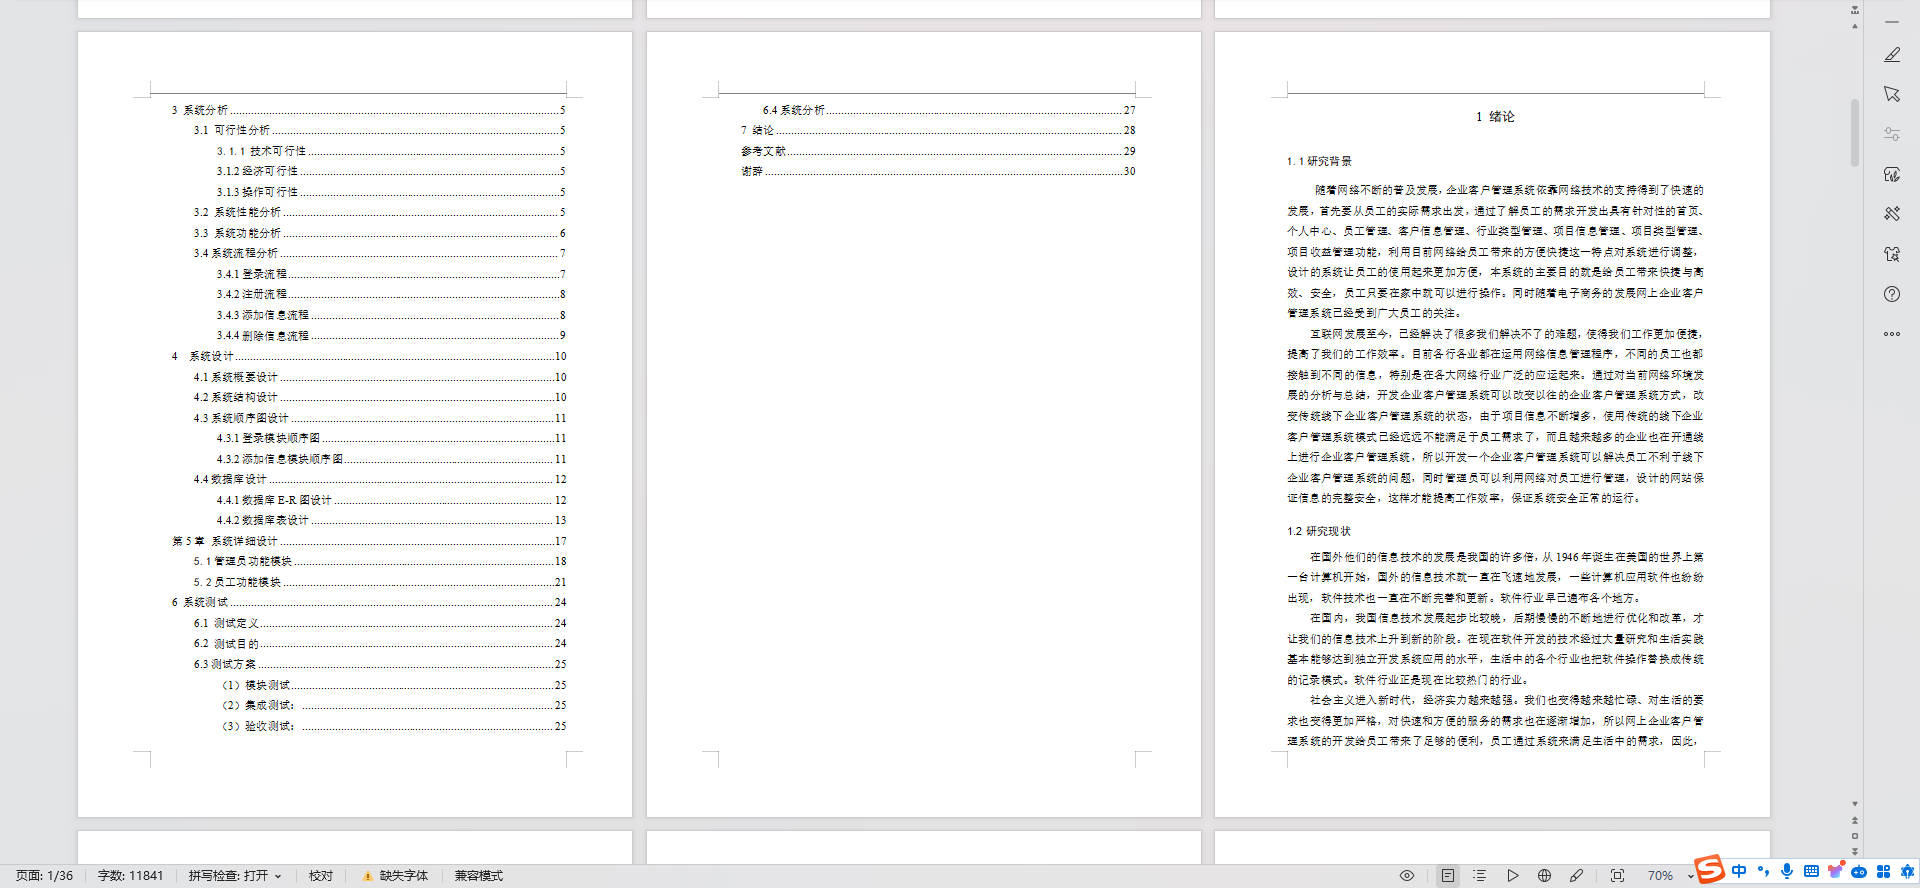 3 系统分析 5
3.1 可行性分析 5
3.1.1 技术可行性 5
3.1.2经济可行性 5
3.1.3操作可行性 5
3.2 系统性能分析 5
3.3 系统功能分析 6
3.4系统流程分析 7
3.4.1登录流程 7
3.4.2注册流程 8
3.4.3添加信息流程 8
3.4.4删除信息流程 9
4 系统设计 10
4.1系统概要设计 10
4.2系统结构设计 10
4.3系统顺序图设计 11
4.3.1登录模块顺序图 11
4.3.2添加信息模块顺序图 11
4.4数据库设计 12
4.4.1数据库E-R图设计 12
4.4.2数据库表设计 13
第5章 系统详细设计 17
5.1管理员功能模块 18
5.2员工功能模块 21
6 系统测试 24
6.1 测试定义 24
6.2 测试目的 24
6.3测试方案 25
（1）模块测试 25
（2）集成测试： 25
（3）验收测试： 25
6.4系统分析 27
7 结论 28
参考文献 29
谢辞 30
1 绪论
1.1研究背景
随着网络不断的普及发展，企业客户管理系统依靠网络技术的支持得到了快速的
发展，首先要从员工的实际需求出发，通过了解员工的需求开发出具有针对性的首页、
个人中心、员工管理、客户信息管理、行业类型管理、项目信息管理、项目类型管理、
项目收益管理功能，利用目前网络给员工带来的方便快捷这一特点对系统进行调整，
设计的系统让员工的使用起来更加方便，本系统的主要目的就是给员工带来快捷与高
效、安全，员工只要在家中就可以进行操作。同时随着电子商务的发展网上企业客户
管理系统已经受到广大员工的关注。
互联网发展至今，已经解决了很多我们解决不了的难题，使得我们工作更加便捷，
提高了我们的工作效率。目前各行各业都在运用网络信息管理程序，不同的员工也都
接触到不同的信息，特别是在各大网络行业广泛的应运起来。通过对当前网络环境发
展的分析与总结，开发企业客户管理系统可以改变以往的企业客户管理系统方式，改
变传统线下企业客户管理系统的状态，由于项目信息不断增多，使用传统的线下企业
客户管理系统模式已经远远不能满足于员工需求了，而且越来越多的企业也在开通线
上进行企业客户管理系统，所以开发一个企业客户管理系统可以解决员工不利于线下
企业客户管理系统的问题，同时管理员可以利用网络对员工进行管理，设计的网站保
证信息的完整安全，这样才能提高工作效率，保证系统安全正常的运行。
1.2 研究现状
在国外他们的信息技术的发展是我国的许多倍，从1946年诞生在美国的世界上第
一台计算机开始，国外的信息技术就一直在飞速地发展，一些计算机应用软件也纷纷
出现，软件技术也一直在不断完善和更新。软件行业早已遍布各个地方。
在国内，我国信息技术发展起步比较晚，后期慢慢的不断地进行优化和改革，才
让我们的信息技术上升到新的阶段。在现在软件开发的技术经过大量研究和生活实践
基本能够达到独立开发系统应用的水平，生活中的各个行业也把软件操作替换成传统
的记录模式。软件行业正是现在比较热门的行业。
社会主义进入新时代，经济实力越来越强。我们也变得越来越忙碌、对生活的要
求也变得更加严格，对快速和方便的服务的需求也在逐渐增加，所以网上企业客户管
理系统的开发给员工带来了足够的便利，员工通过系统来满足生活中的需求，因此，
页面: 1/36 字数: 11841 拼写检查: 打开 校对 缺失字体 兼容模式 70% S 中